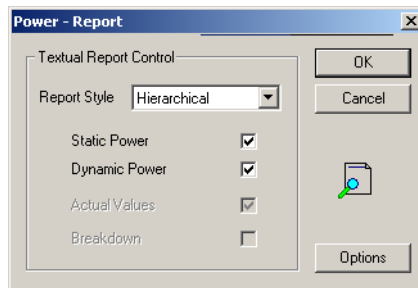 Power - Report
Textual Report Control
OK
Report Style Hierarchical
Cancel
Static Power
Dynamic Power
Actual Values
Breakdown
Options